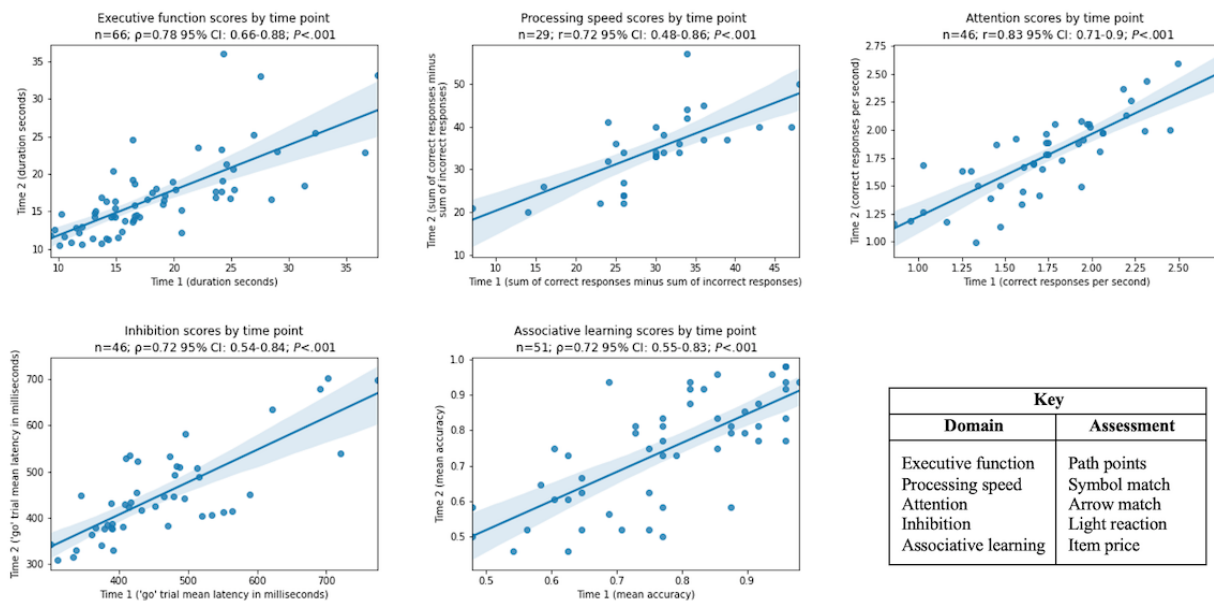 Executive function scores by time point
n=66; ρ=0.78 95% CI: 0.66-0.88; P<.001
Time 2 (duration seconds)
35
30
25
20
15
10
10
15
20
25
30
36
Time 1 (duration seconds)
Processing speed scores by time point
n=29; r=0.72 95% CI: 0.48-0.86; P<.001
Time 2 (sum of correct responses minus
sum of incorrect responses)
50
40
30
20
10
10
15
20
25
30
35
40
45
Time 1 (sum of correct responses minus sum of incorrect responses)
Attention scores by time point
n=46; r=0.83 95% CI: 0.71-0.9; P<.001
Time 2 (correct responses per second)
2.75
2.50
2.25
2.00
1.75
1.50
1.25
1.00
1.00
1.25
1.50
1.75
2.00
2.25
2.50
Time 1 (correct responses per second)
Inhibition scores by time point
n=46; ρ=0.72 95% CI: 0.54-0.84; P<.001
Time 2 ('go' trial mean latency in milliseconds)
700
600
500
400
300
400
500
600
700
Time 1 ('go' trial mean latency in milliseconds)
Associative learning scores by time point
n=51; ρ=0.72 95% CI: 0.55-0.83; P<.001
Time 2 (mean accuracy)
1.0
0.9
0.8
0.7
0.6
0.5
0.4
0.5
0.6
0.7
0.8
0.9
Time 1 (mean accuracy)
Key
Domain Assessment
Executive function Path points
Processing speed Symbol match
Attention Arrow match
Inhibition Light reaction
Associative learning Item price